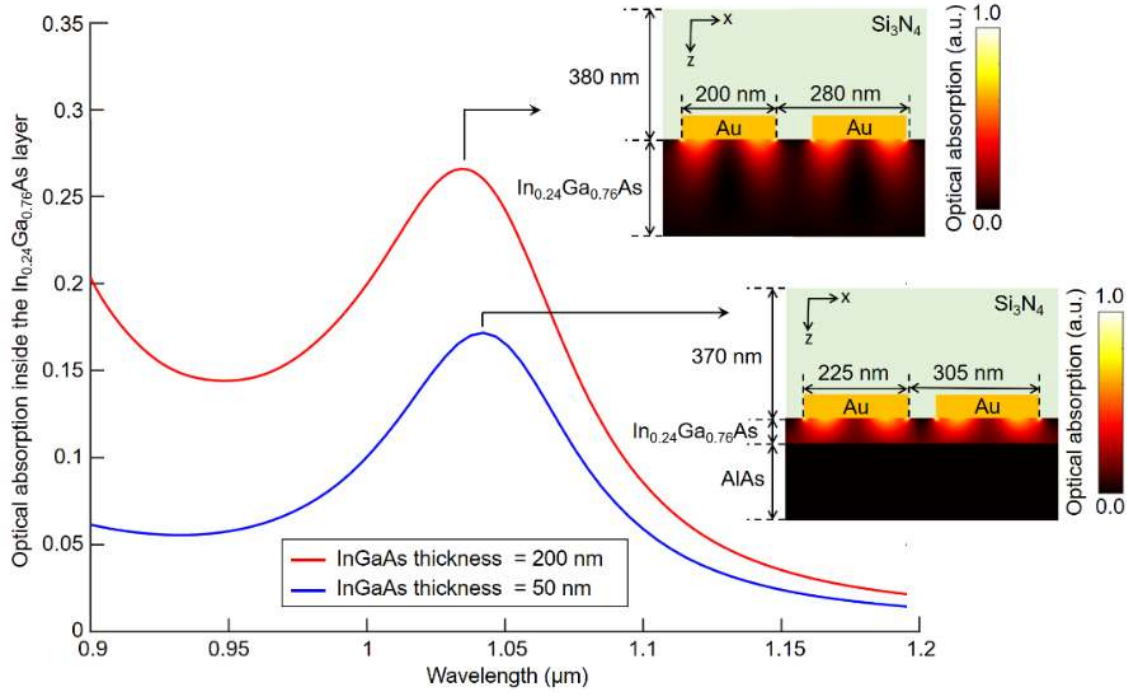 Optical absorption inside the In0.24Ga0.76As layer
0.35
0.3
0.25
0.2
0.15
0.1
0.05
0
0.9
0.95
1
1.05
1.1
1.15
1.2
Wavelength (µm)
InGaAs thickness = 200 nm
InGaAs thickness = 50 nm
x
z
Si3N4
380 nm
200 nm
280 nm
Au
Au
In0.24Ga0.76As
Optical absorption (a.u.)
1.0
0.0
x
z
Si3N4
370 nm
225 nm
305 nm
Au
Au
In0.24Ga0.76As
AlAs
Optical absorption (a.u.)
1.0
0.0